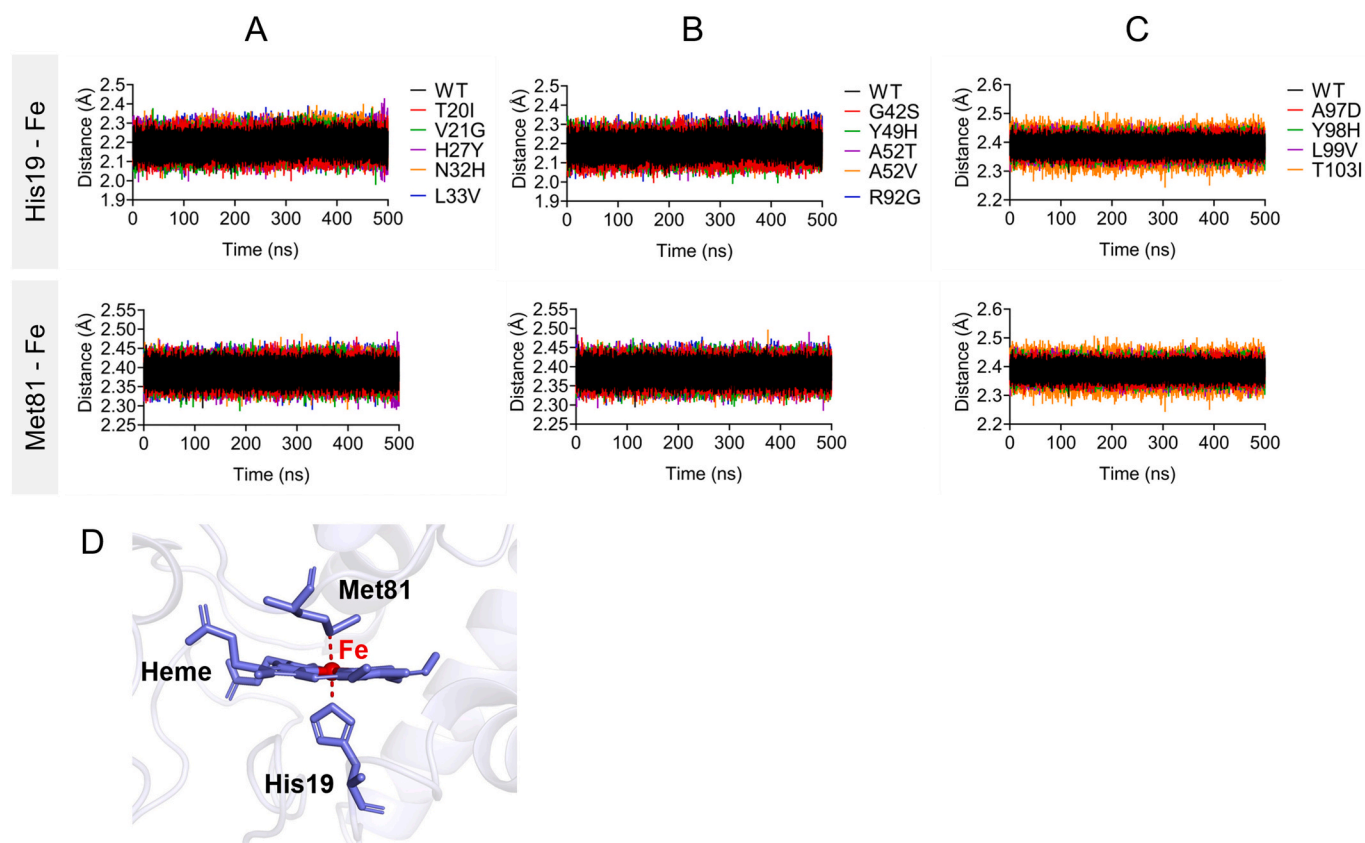 A
B
C
His19 - Fe
Distance (Å)
2.5
2.4
2.3
2.2
2.1
2.0
1.9
0 100 200 300 400 500
Time (ns)
WT
T20I
V21G
H27Y
N32H
L33V
Distance (Å)
2.5
2.4
2.3
2.2
2.1
2.0
1.9
0 100 200 300 400 500
Time (ns)
WT
G42S
Y49H
A52T
A52V
R92G
Distance (Å)
2.6
2.5
2.4
2.3
2.2
0 100 200 300 400 500
Time (ns)
WT
A97D
Y98H
L99V
T103I
Met81 - Fe
Distance (Å)
2.55
2.50
2.45
2.40
2.35
2.30
2.25
0 100 200 300 400 500
Time (ns)
Distance (Å)
2.55
2.50
2.45
2.40
2.35
2.30
2.25
0 100 200 300 400 500
Time (ns)
Distance (Å)
2.6
2.5
2.4
2.3
2.2
0 100 200 300 400 500
Time (ns)
D
Met81
Fe
Heme
His19